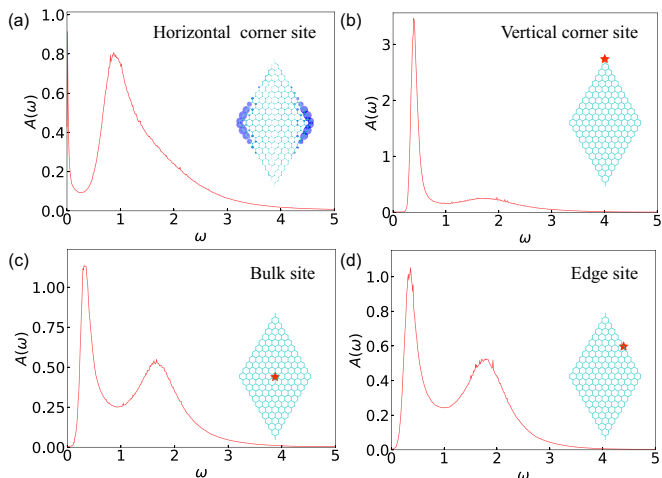 (a)
Horizontal corner site
A(ω)
1.0
0.8
0.6
0.4
0.2
0.0
0 1 2 3 4 5
ω
(b)
Vertical corner site
A(ω)
3
2
1
0
0 1 2 3 4 5
ω
(c)
Bulk site
A(ω)
1.00
0.75
0.50
0.25
0.00
0 1 2 3 4 5
ω
(d)
Edge site
A(ω)
1.0
0.8
0.6
0.4
0.2
0.0
0 1 2 3 4 5
ω